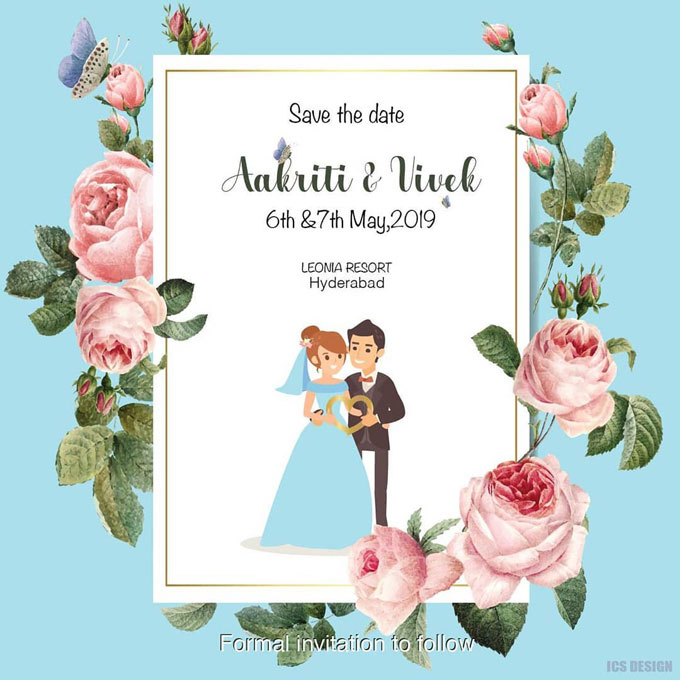 Save the date
Aakriti & Vivek
6th &7th May,2019
LEONIA RESORT
Hyderabad
Formal invitation to follow
ICS DESIGN